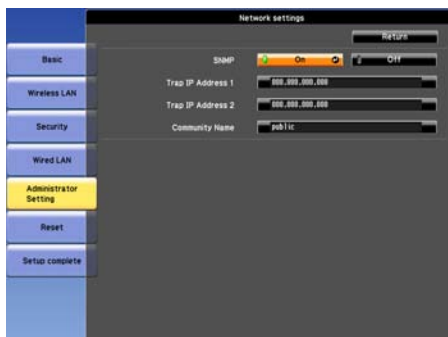 Network settings
Return
Basic
SNMP On Off
Wireless LAN
Trap IP Address 1 000.000.000.000
Trap IP Address 2 000.000.000.000
Security
Community Name public
Wired LAN
Administrator
Setting
Reset
Setup complete